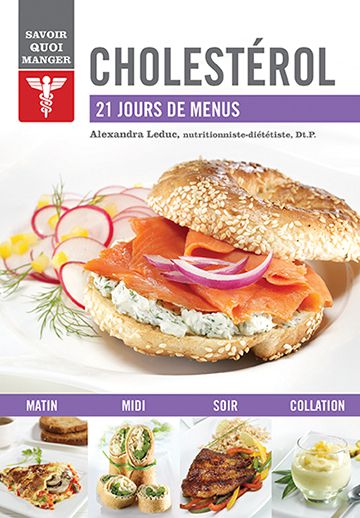 SAVOIR
QUOI
MANGER
CHOLESTÉROL
21 JOURS DE MENUS
Alexandra Leduc, nutritionniste-diététiste, Dt.P.
MATIN
MIDI
SOIR
COLLATION